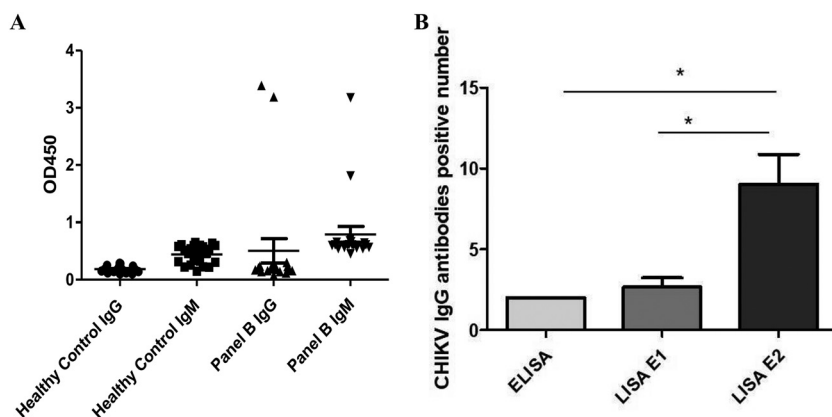 A
OD450
4
3
2
1
0
Healthy Control IgG
Healthy Control IgM
Panel B IgG
Panel B IgM
B
CHIKV IgG antibodies positive number
15
10
5
0
*
*
ELISA
LISA E1
LISA E2